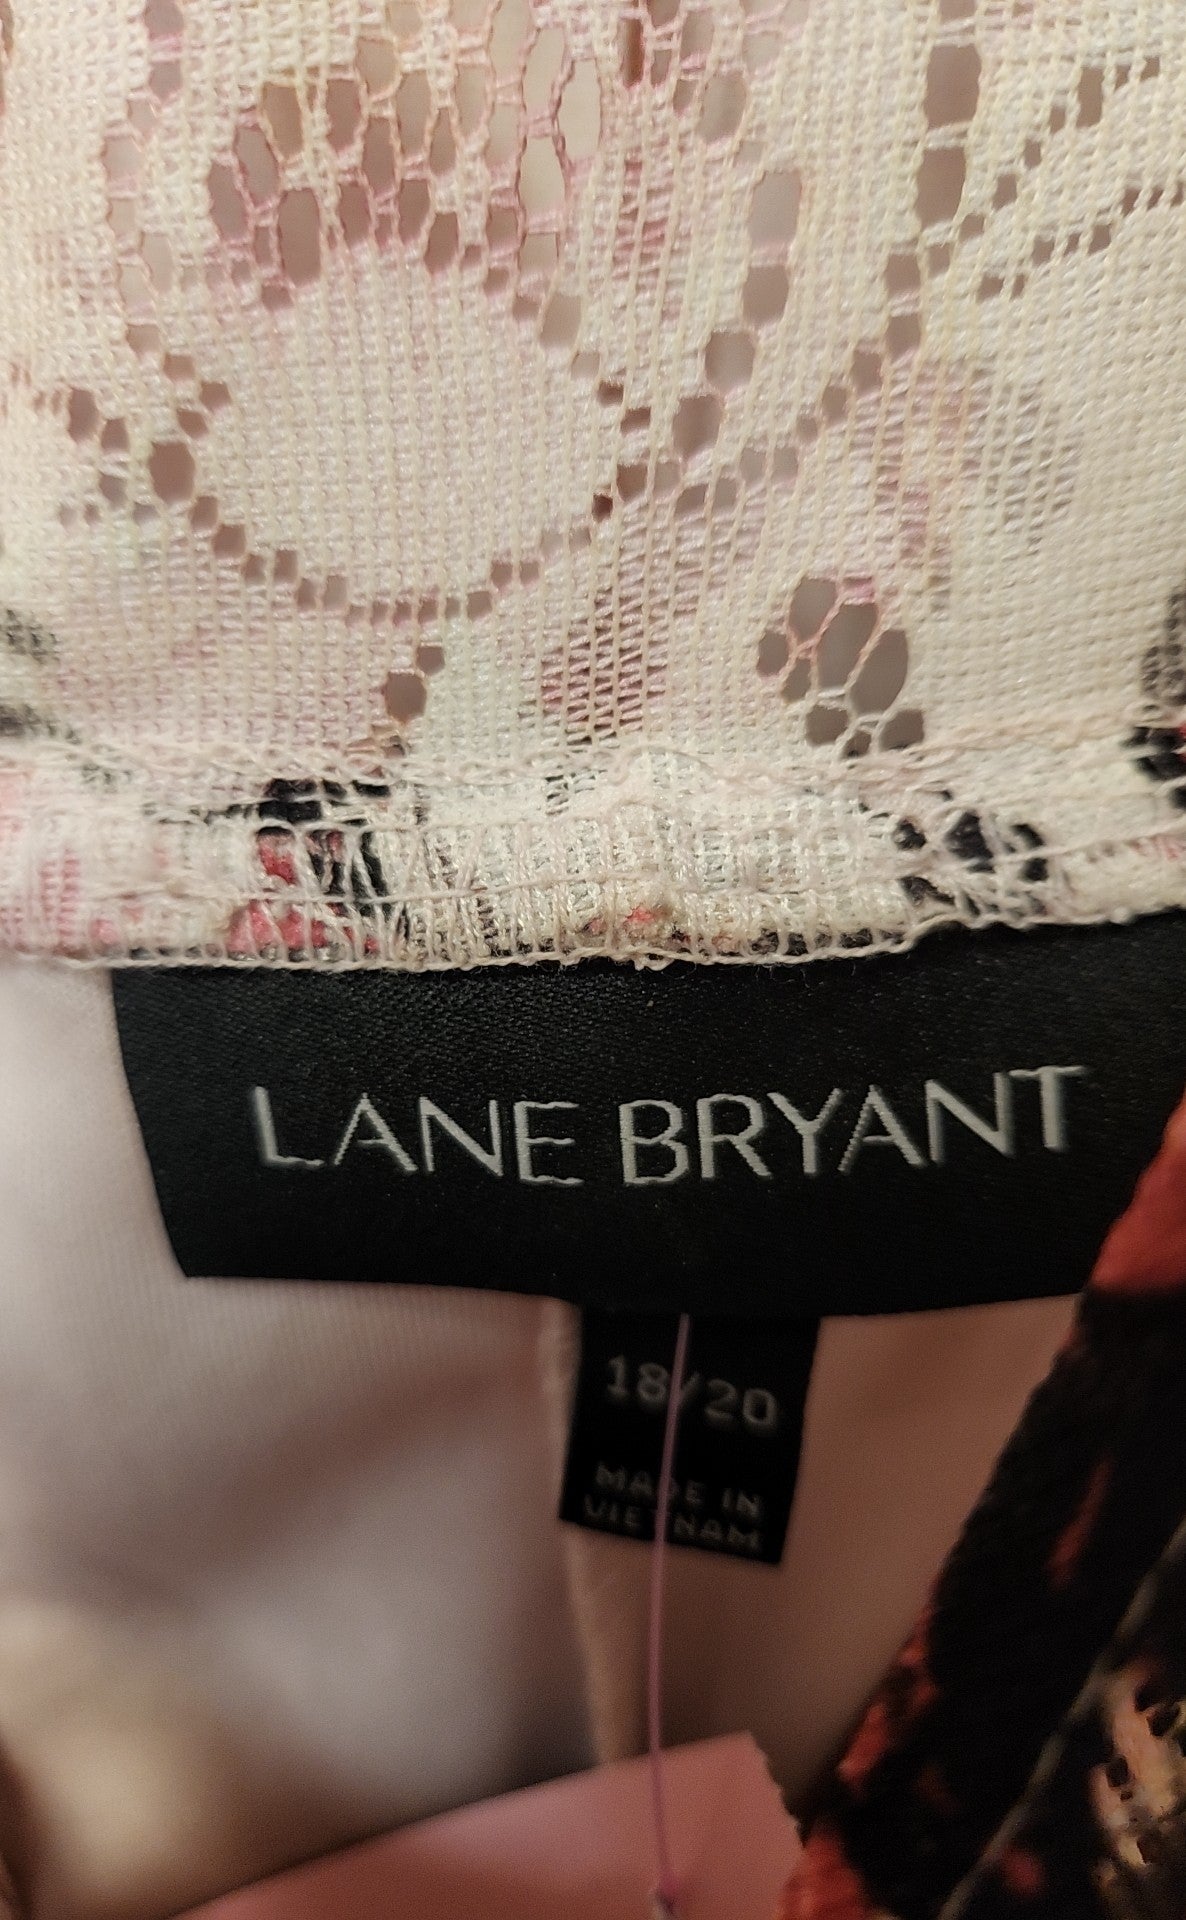 LANE BRYANT
18/20
MADE IN
VIETNAM